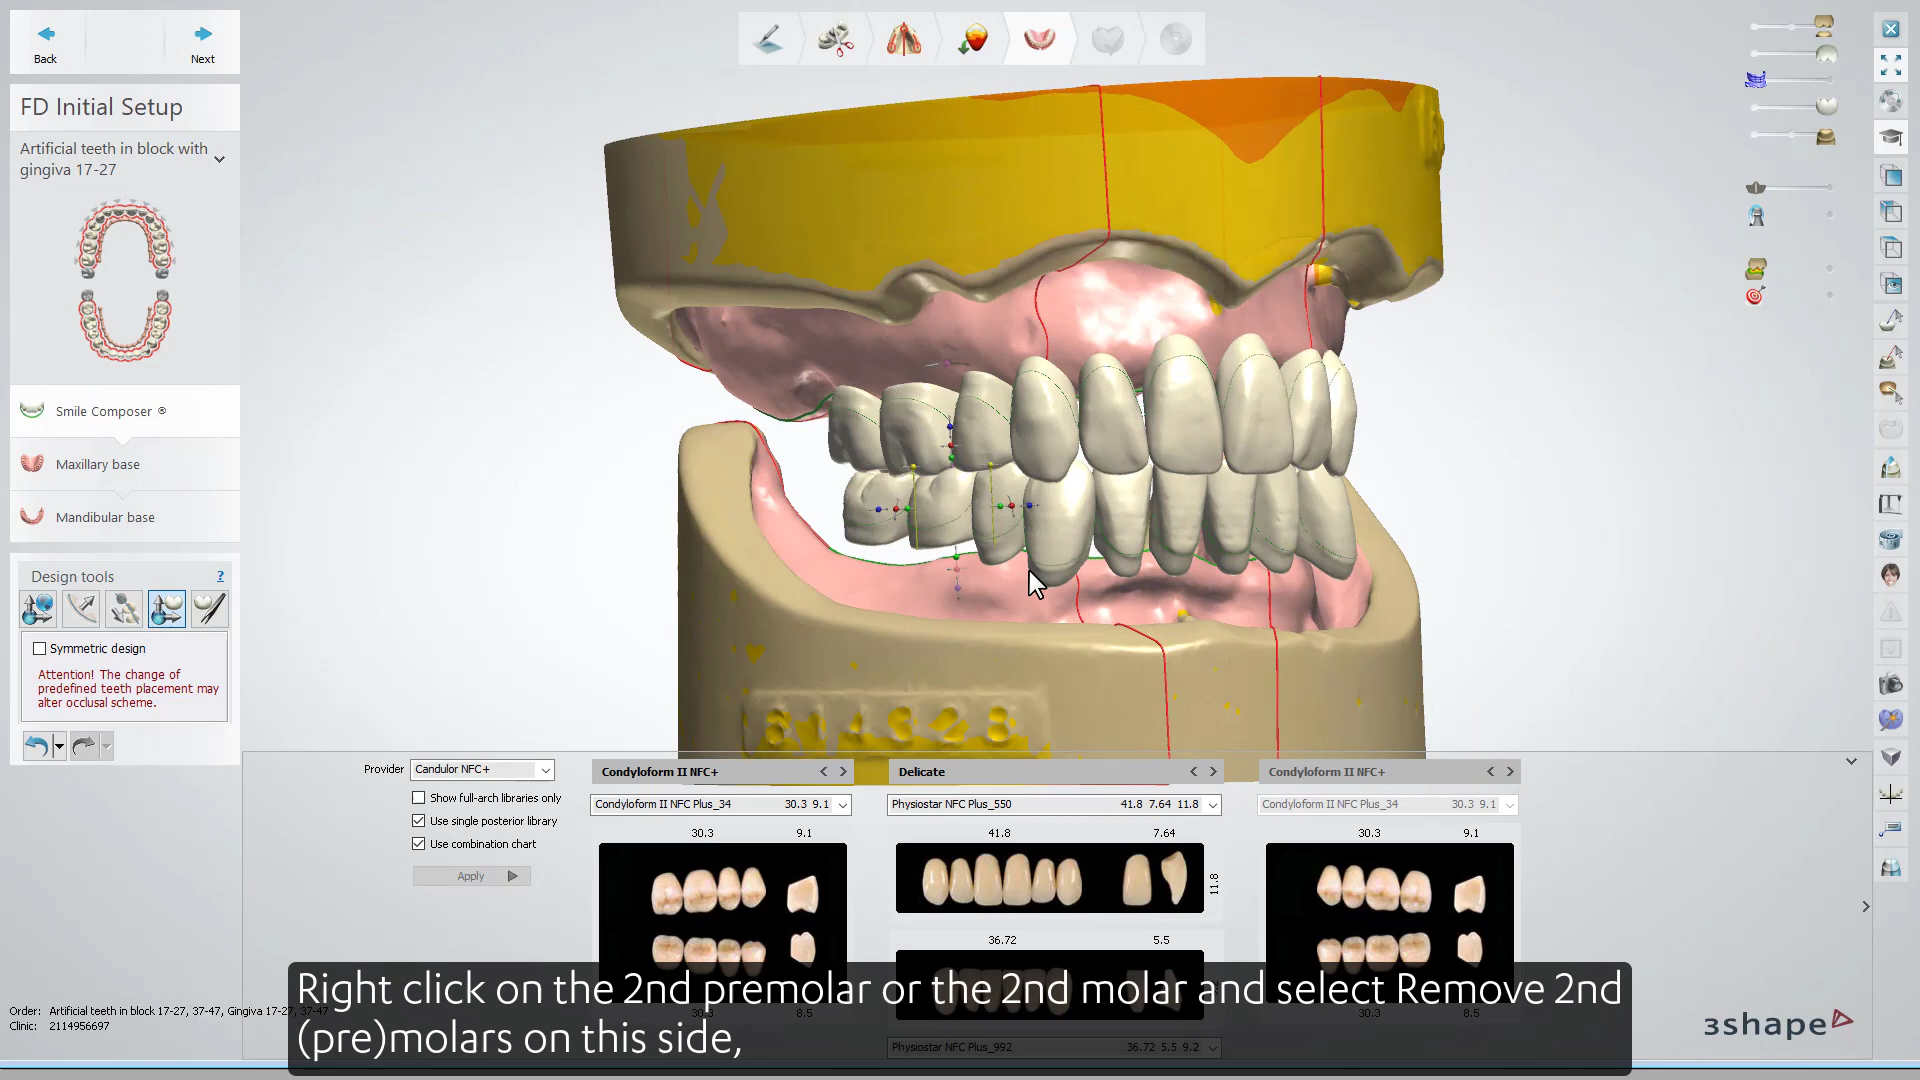 Back
Next
FD Initial Setup
Artificial teeth in block with
gingiva 17-27
Smile Composer ®
Maxillary base
Mandibular base
Design tools
?
Symmetric design
Attention! The change of
predefined teeth placement may
alter occlusal scheme.
Provider
Candulor NFC+
Show full-arch libraries only
Use single posterior library
Use combination chart
Apply
Condyloform II NFC+
Condyloform II NFC Plus_34 30.3 9.1
30.3 9.1
30.3 8.5
Delicate
Physiostar NFC Plus_550 41.8 7.64 11.8
41.8 7.64
11.8
36.72 5.5
Physiostar NFC Plus_992 36.72 5.5 9.2
Condyloform II NFC+
Condyloform II NFC Plus_34 30.3 9.1
30.3 9.1
30.3 8.5
Right click on the 2nd premolar or the 2nd molar and select Remove 2nd
(pre)molars on this side,
Order: Artificial teeth in block 17-27, 37-47, Gingiva 17-27, 37-47
Clinic: 2114956697
3shape